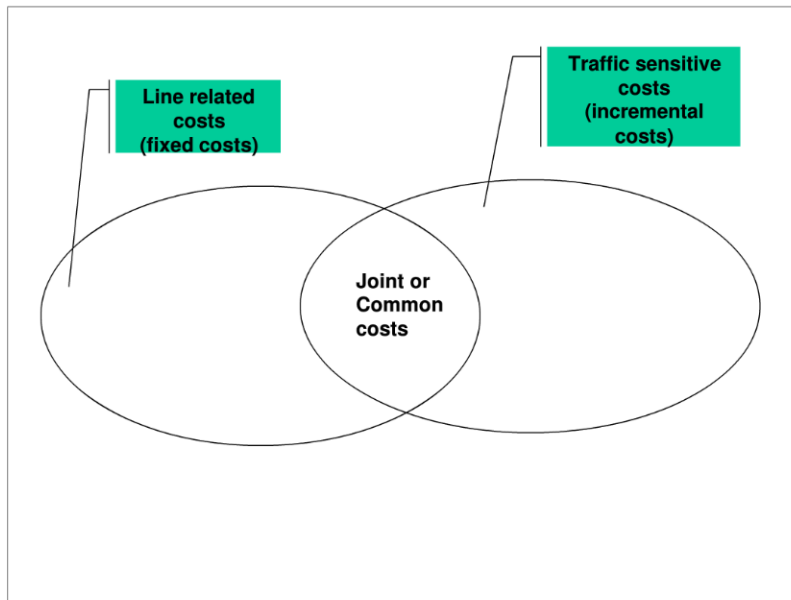 Line related
costs
(fixed costs)
Traffic sensitive
costs
(incremental
costs)
Joint or
Common
costs